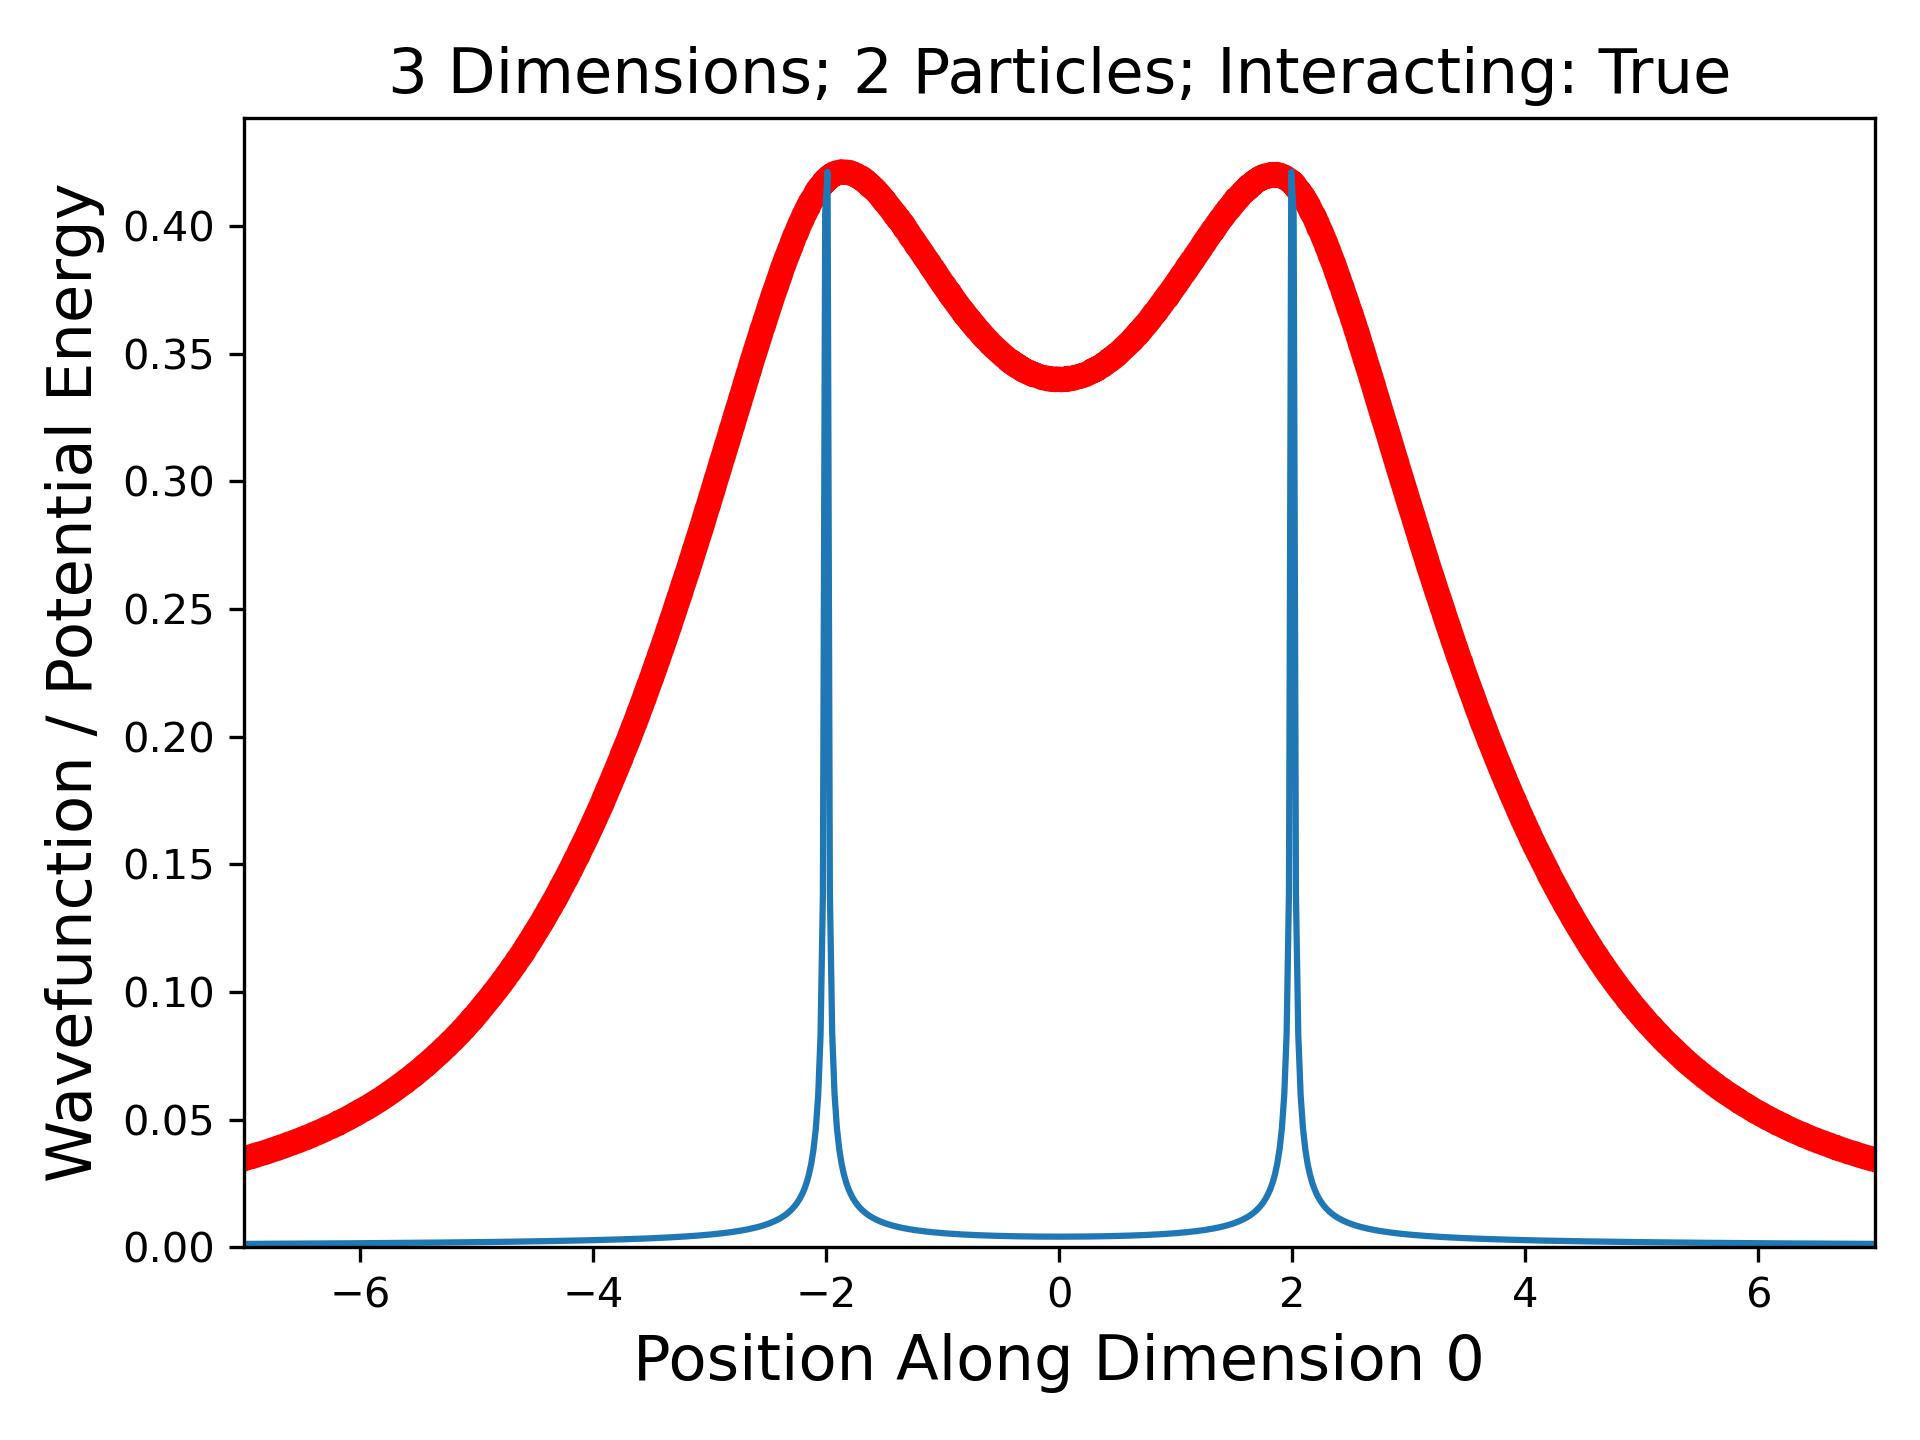 3 Dimensions; 2 Particles; Interacting: True
Wavefunction / Potential Energy
0.40
0.35
0.30
0.25
0.20
0.15
0.10
0.05
0.00
−6 −4 −2 0 2 4 6
Position Along Dimension 0